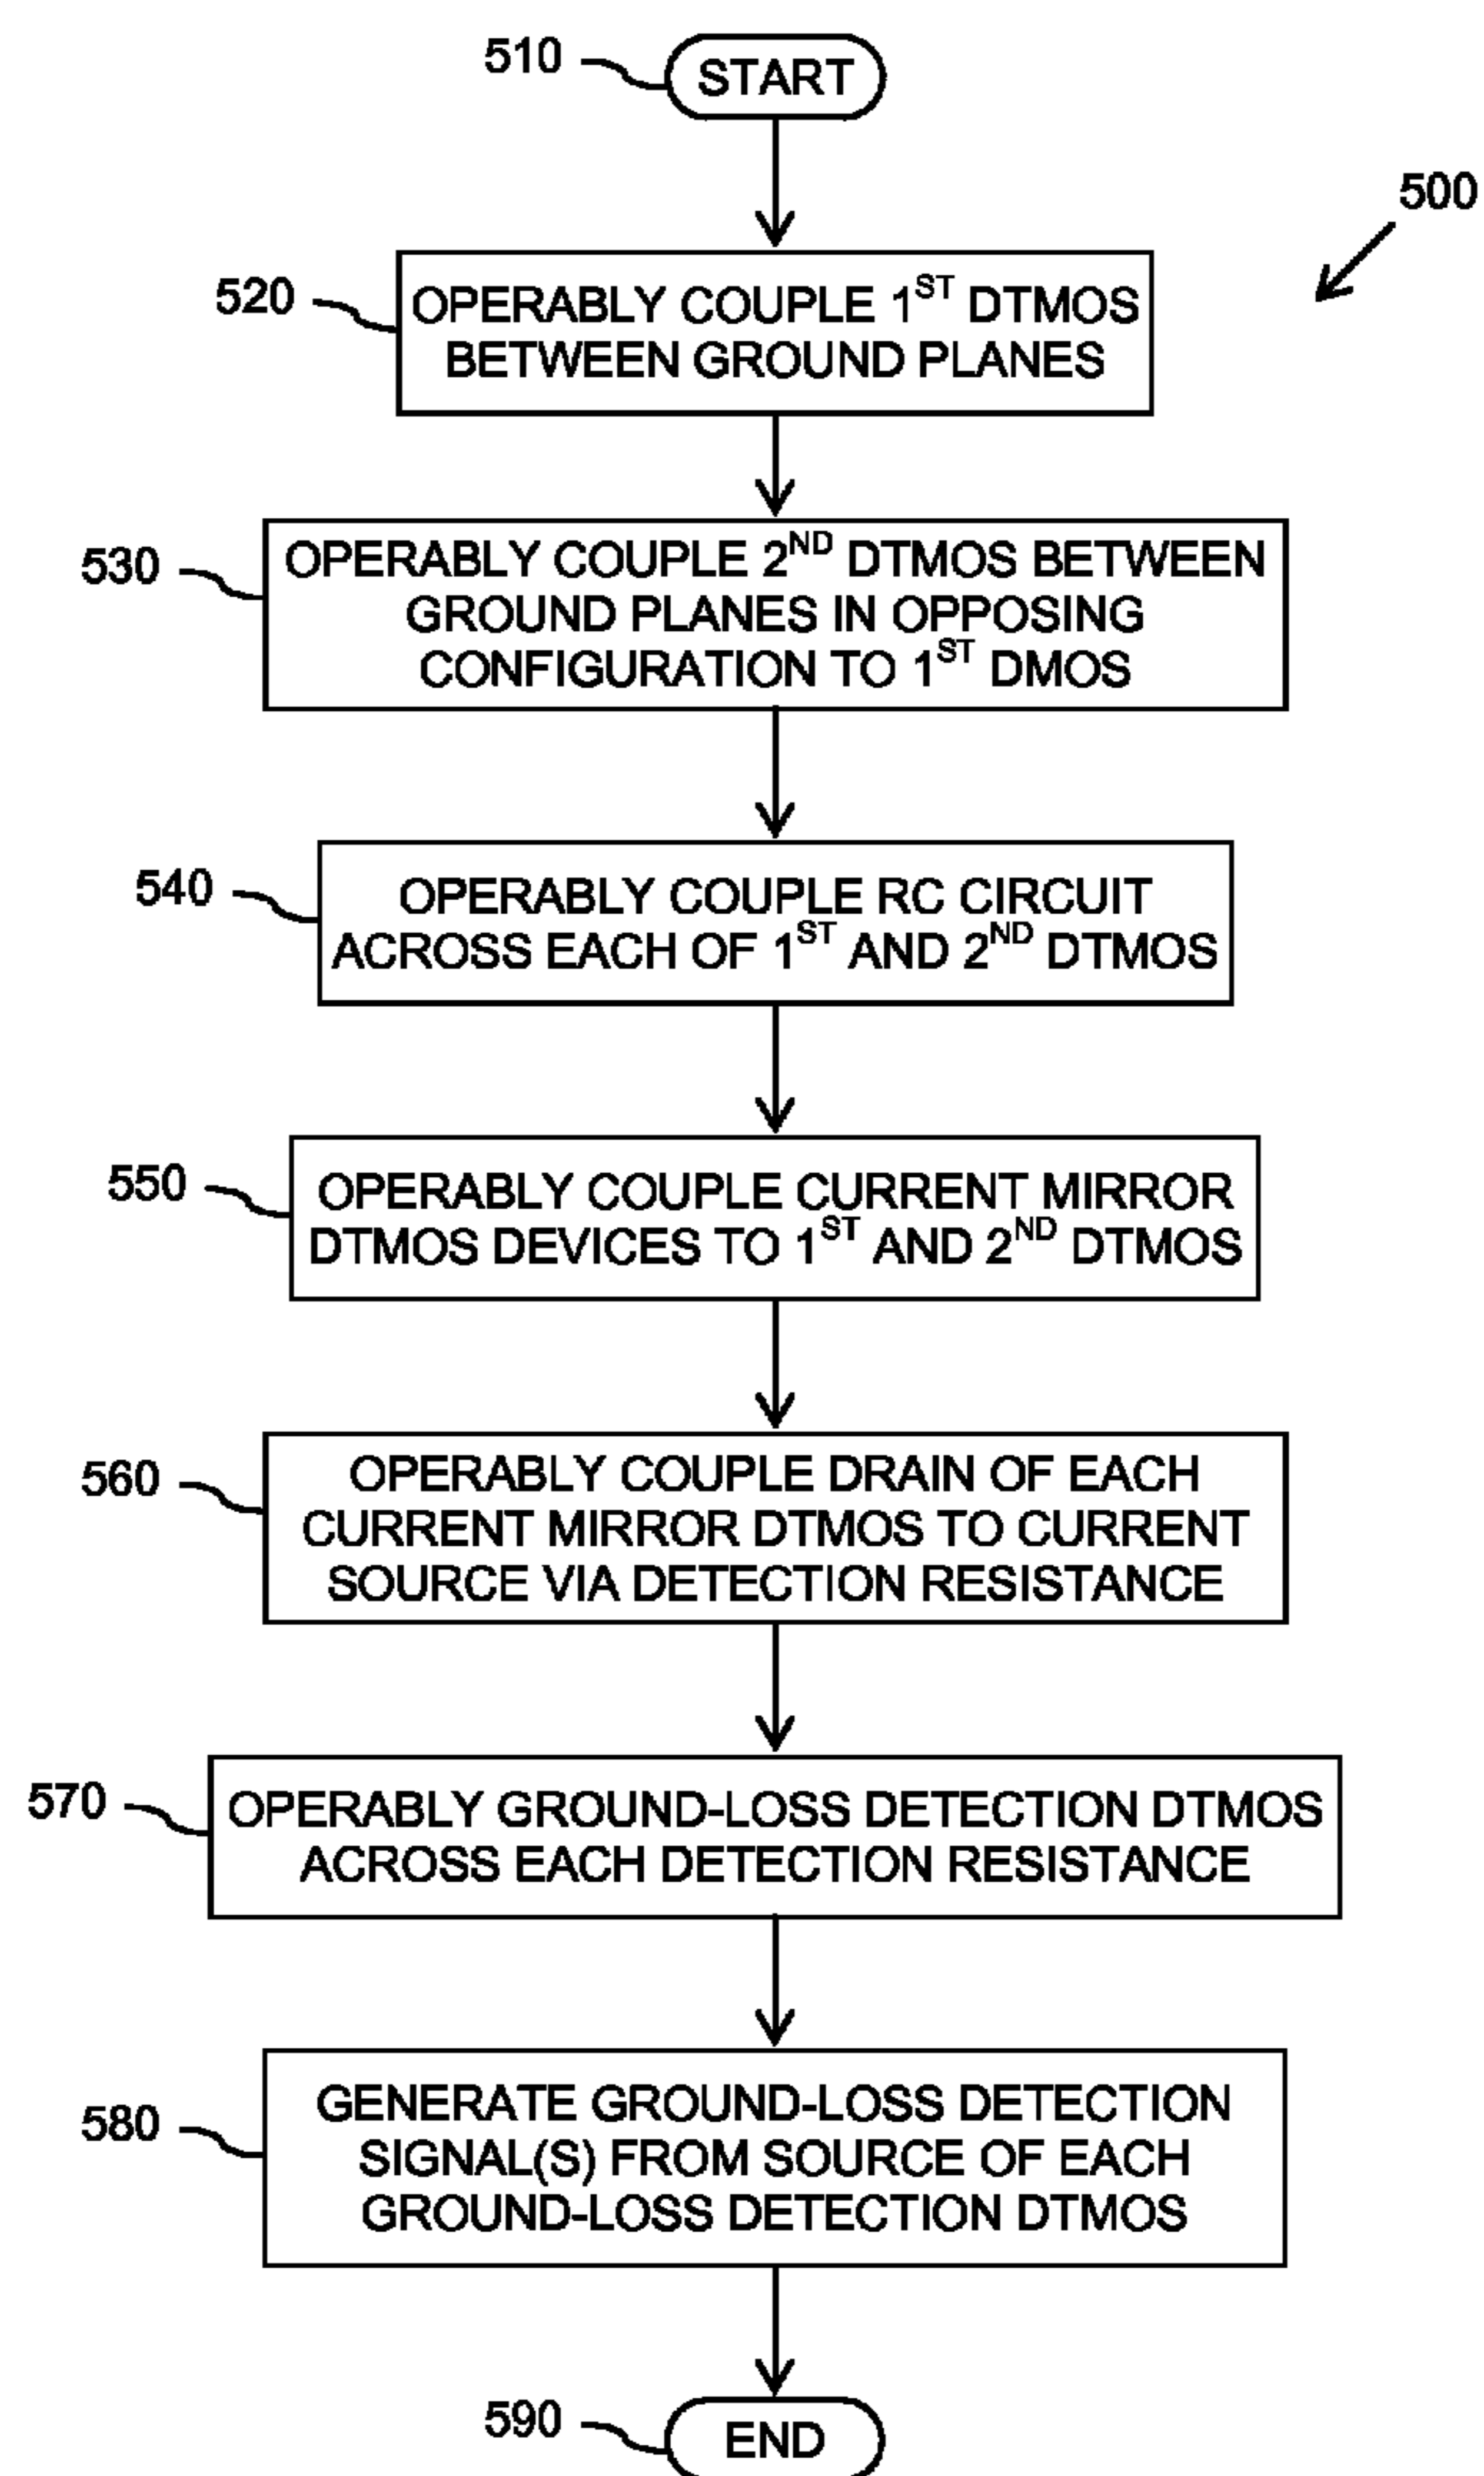 510
START
500
520
OPERABLY COUPLE 1ST DTMOS
BETWEEN GROUND PLANES
530
OPERABLY COUPLE 2ND DTMOS BETWEEN
GROUND PLANES IN OPPOSING
CONFIGURATION TO 1ST DMOS
540
OPERABLY COUPLE RC CIRCUIT
ACROSS EACH OF 1ST AND 2ND DTMOS
550
OPERABLY COUPLE CURRENT MIRROR
DTMOS DEVICES TO 1ST AND 2ND DTMOS
560
OPERABLY COUPLE DRAIN OF EACH
CURRENT MIRROR DTMOS TO CURRENT
SOURCE VIA DETECTION RESISTANCE
570
OPERABLY GROUND-LOSS DETECTION DTMOS
ACROSS EACH DETECTION RESISTANCE
580
GENERATE GROUND-LOSS DETECTION
SIGNAL(S) FROM SOURCE OF EACH
GROUND-LOSS DETECTION DTMOS
590
END